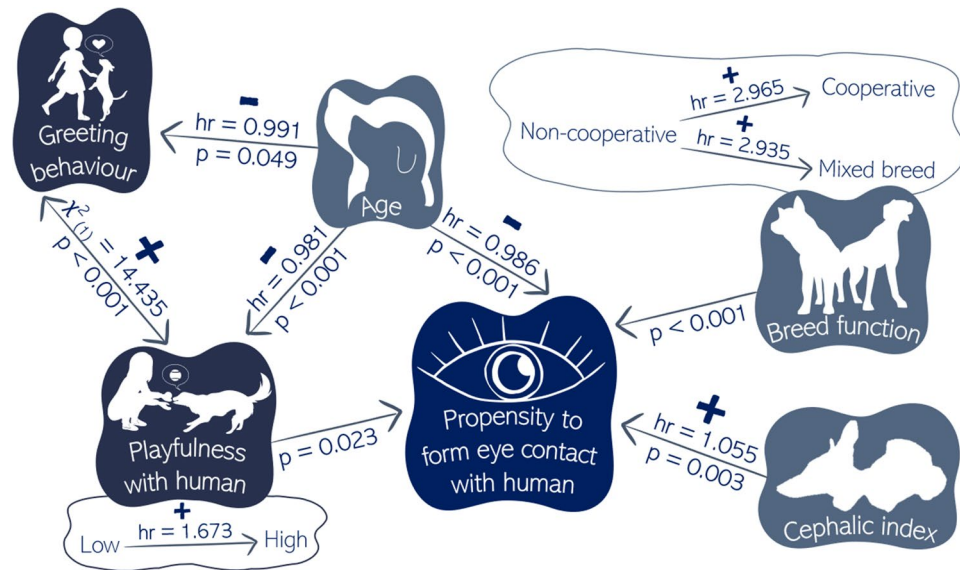 Greeting
behaviour
-
hr = 0.991
p = 0.049
Age
+
hr = 2.965
Cooperative
Non-cooperative
+
hr = 2.935
Mixed breed
χ²(1) = 14.435
p < 0.001
+
-
hr = 0.981
p < 0.001
-
hr = 0.986
p < 0.001
p < 0.001
Breed function
Playfulness
with human
p = 0.023
Propensity to
form eye contact
with human
+
hr = 1.055
p = 0.003
Cephalic index
+
Low
hr = 1.673
High